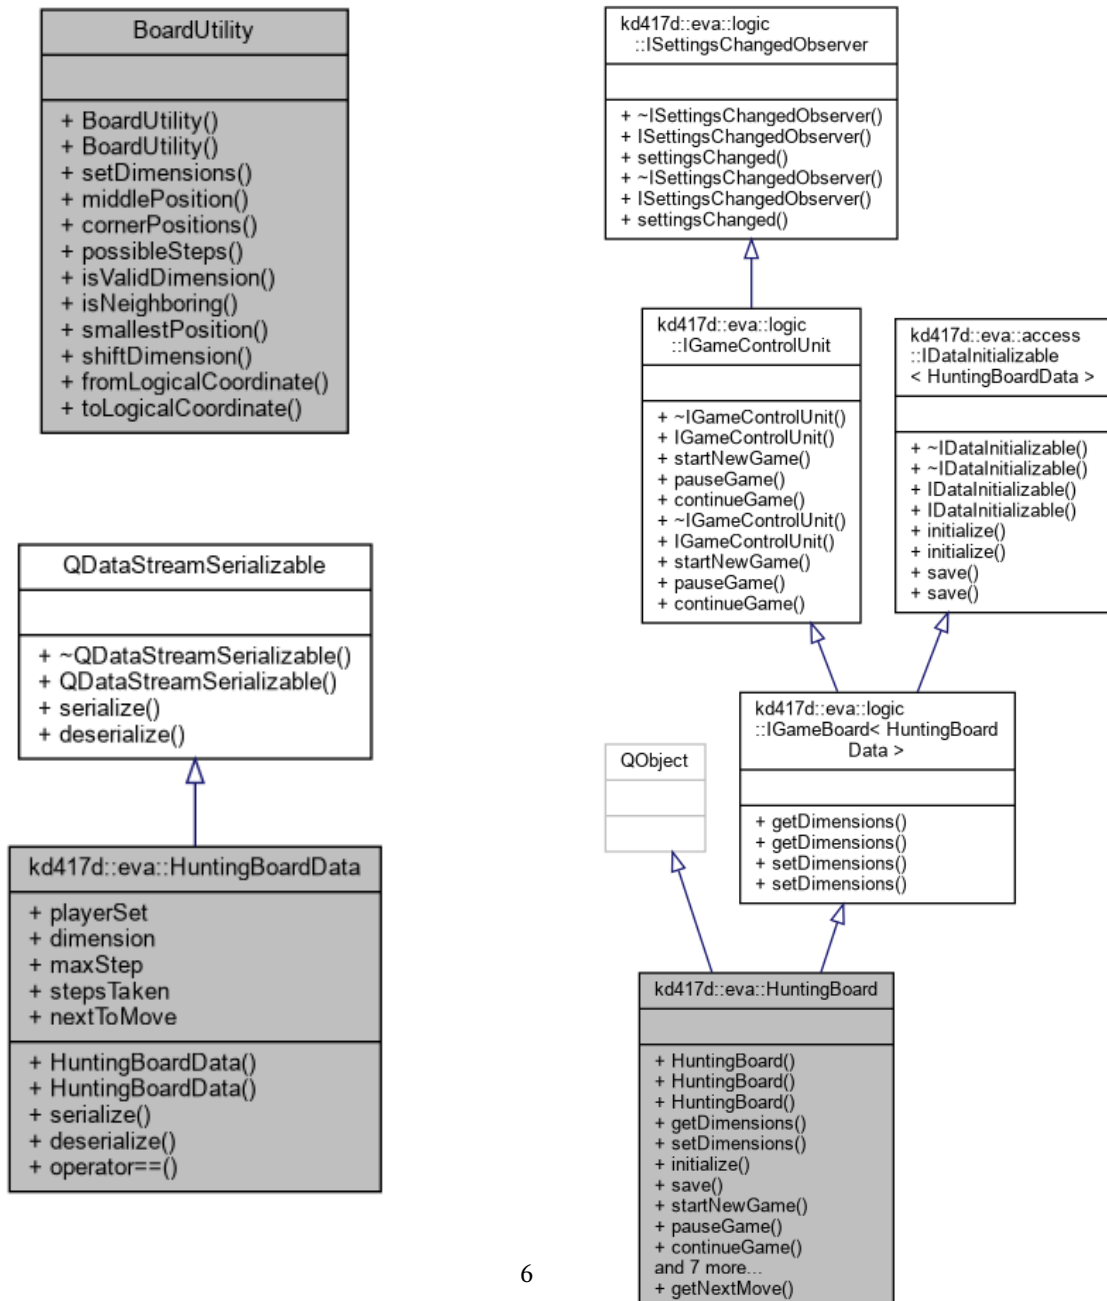 BoardUtility
+ BoardUtility()
+ BoardUtility()
+ setDimensions()
+ middlePosition()
+ cornerPositions()
+ possibleSteps()
+ isValidDimension()
+ isNeighboring()
+ smallestPosition()
+ shiftDimension()
+ fromLogicalCoordinate()
+ toLogicalCoordinate()
QDataStreamSerializable
+ ~QDataStreamSerializable()
+ QDataStreamSerializable()
+ serialize()
+ deserialize()
kd417d::eva::HuntingBoardData
+ playerSet
+ dimension
+ maxStep
+ stepsTaken
+ nextToMove
+ HuntingBoardData()
+ HuntingBoardData()
+ serialize()
+ deserialize()
+ operator==()
kd417d::eva::logic
::ISettingsChangedObserver
+ ~ISettingsChangedObserver()
+ ISettingsChangedObserver()
+ settingsChanged()
+ ~ISettingsChangedObserver()
+ ISettingsChangedObserver()
+ settingsChanged()
kd417d::eva::logic
::IGameControlUnit
+ ~IGameControlUnit()
+ IGameControlUnit()
+ startNewGame()
+ pauseGame()
+ continueGame()
+ ~IGameControlUnit()
+ IGameControlUnit()
+ startNewGame()
+ pauseGame()
+ continueGame()
kd417d::eva::access
::IDataInitializable
< HuntingBoardData >
+ ~IDataInitializable()
+ ~IDataInitializable()
+ IDataInitializable()
+ IDataInitializable()
+ initialize()
+ initialize()
+ save()
+ save()
kd417d::eva::logic
::IGameBoard< HuntingBoard
Data >
+ getDimensions()
+ getDimensions()
+ setDimensions()
+ setDimensions()
QObject
kd417d::eva::HuntingBoard
+ HuntingBoard()
+ HuntingBoard()
+ HuntingBoard()
+ getDimensions()
+ setDimensions()
+ initialize()
+ save()
+ startNewGame()
+ pauseGame()
+ continueGame()
and 7 more...
+ getNextMove()
6